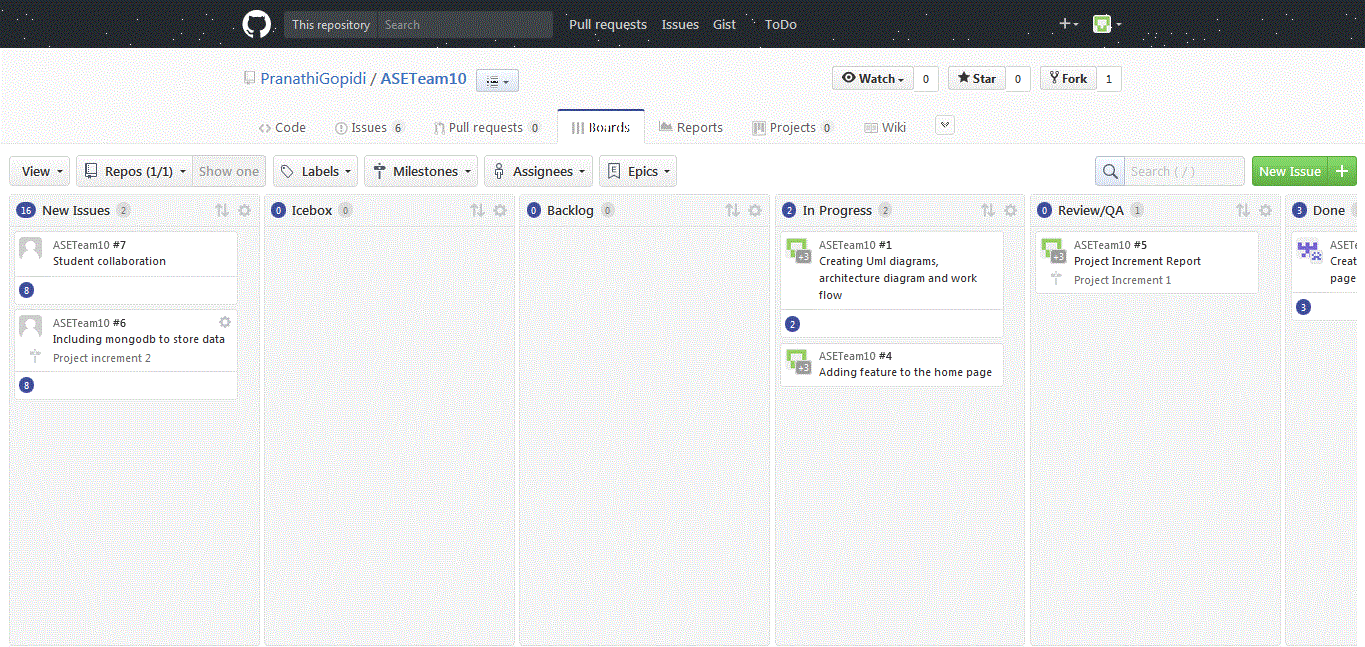 This repository Search Pull requests Issues Gist ToDo
PranathiGopidi / ASETeam10 Watch 0 Star 0 Fork 1
Code Issues 6 Pull requests 0 Boards Reports Projects 0 Wiki
View Repos (1/1) Show one Labels Milestones Assignees E Epics Search ( / ) New Issue
16 New Issues 2
ASETeam10 #7
Student collaboration
8
ASETeam10 #6
Including mongodb to store data
Project increment 2
8
0 Icebox 0
0 Backlog 0
2 In Progress 2
+3 ASETeam10 #1
Creating Uml diagrams,
architecture diagram and work
flow
2
+3 ASETeam10 #4
Adding feature to the home page
0 Review/QA 1
+3 ASETeam10 #5
Project Increment Report
Project Increment 1
3 Done
ASETe
Creat
page
3